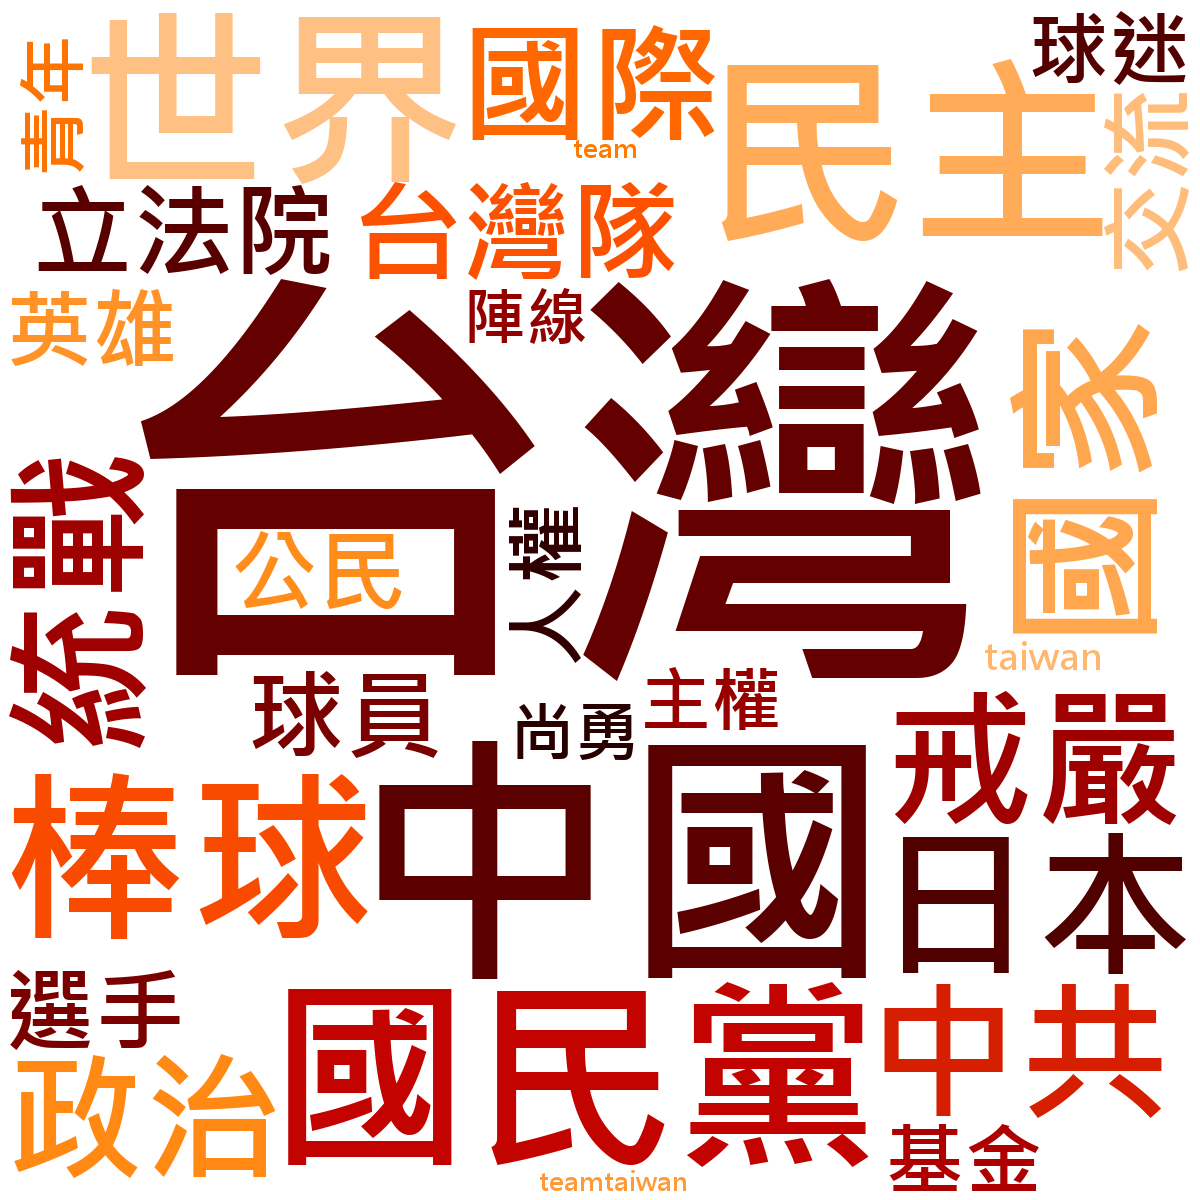 青年
世界
國際
team
民主
球迷
交流
立法院
台灣隊
英雄
陣線
台灣
國家
統戰
公民
人權
taiwan
球員
尚勇
主權
戒嚴
棒球
中國
日本
選手
國民黨
中共
政治
基金
teamtaiwan